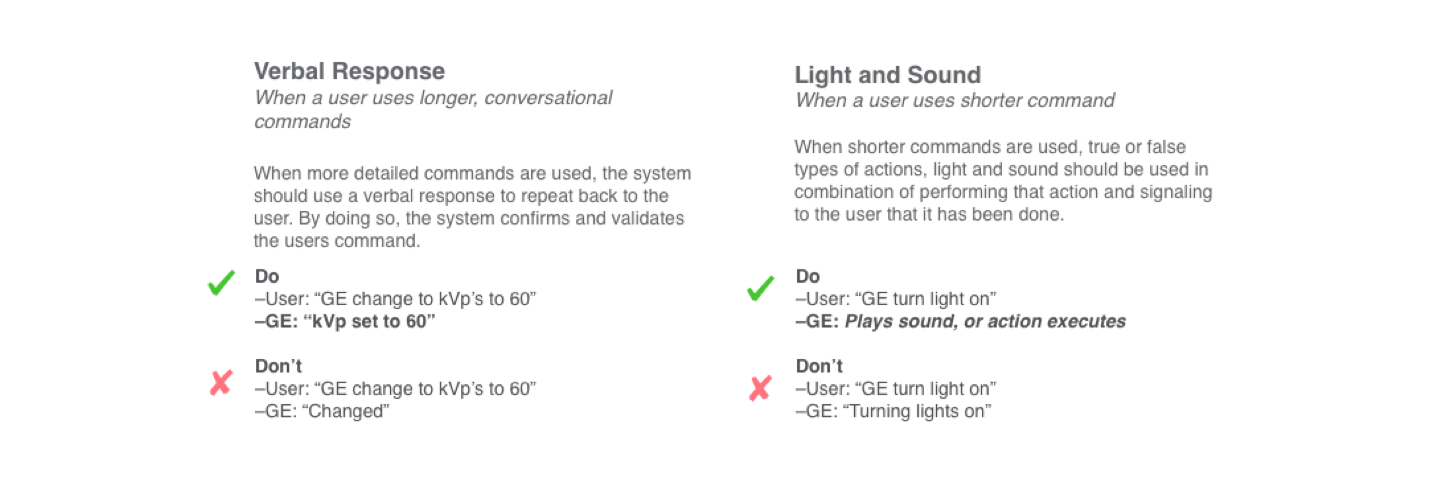 Verbal Response
When a user uses longer, conversational
commands
When more detailed commands are used, the system
should use a verbal response to repeat back to the
user. By doing so, the system confirms and validates
the users command.
Do
–User: “GE change to kVp’s to 60”
–GE: “kVp set to 60”
Don’t
–User: “GE change to kVp’s to 60”
–GE: “Changed”
Light and Sound
When a user uses shorter command
When shorter commands are used, true or false
types of actions, light and sound should be used in
combination of performing that action and signaling
to the user that it has been done.
Do
–User: “GE turn light on”
–GE: Plays sound, or action executes
Don’t
–User: “GE turn light on”
–GE: “Turning lights on”